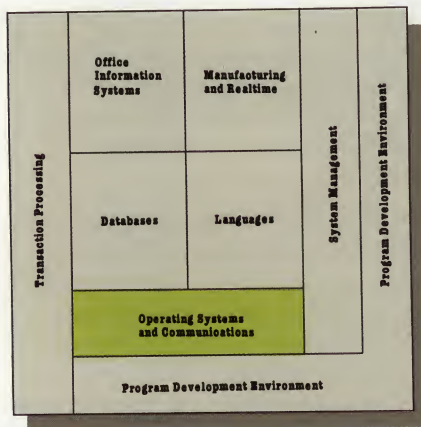 Office
Information
Systems
Manufacturing
and Realtime
Transaction Processing
System Management
Program Development Environment
Databases
Languages
Operating Systems
and Communications
Program Development Environment